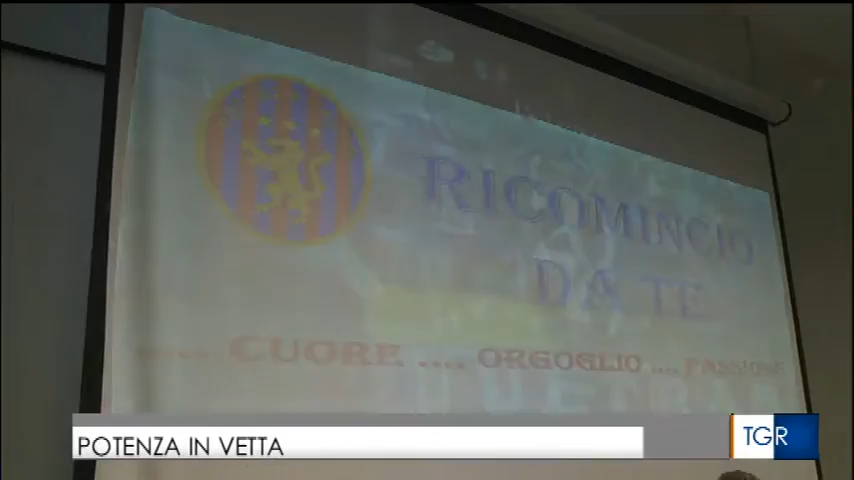 RICOMINCIO
DA TE
..... CUORE .... ORGOGLIO .... PASSIONE
POTENZA IN VETTA
TGR